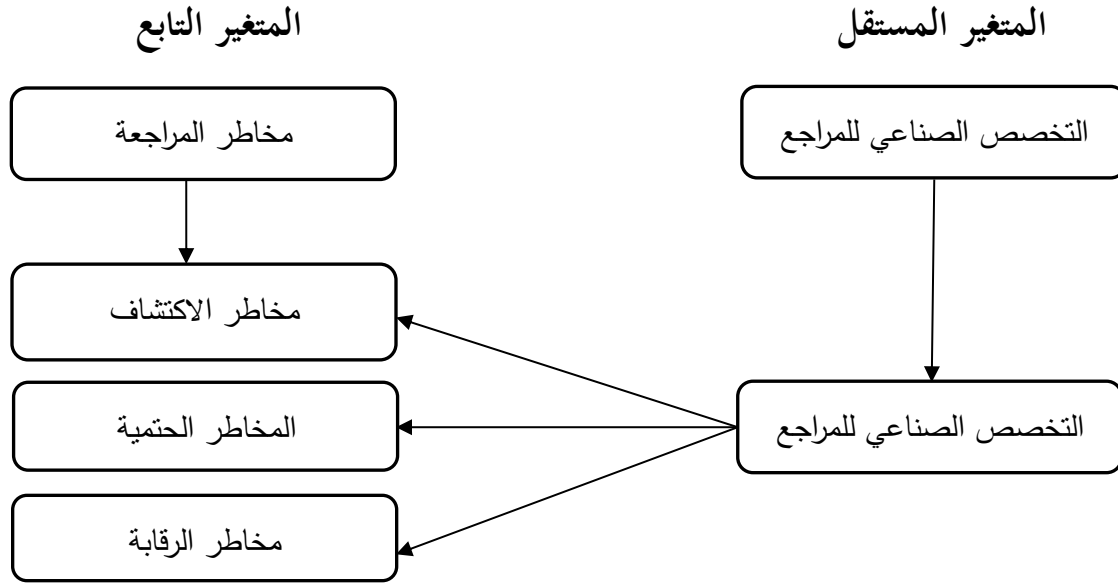 المتغير المستقل
المتغير التابع
التخصص الصناعي للمراجع
مخاطر المراجعة
مخاطر الاكتشاف
المخاطر الحتمية
التخصص الصناعي للمراجع
مخاطر الرقابة